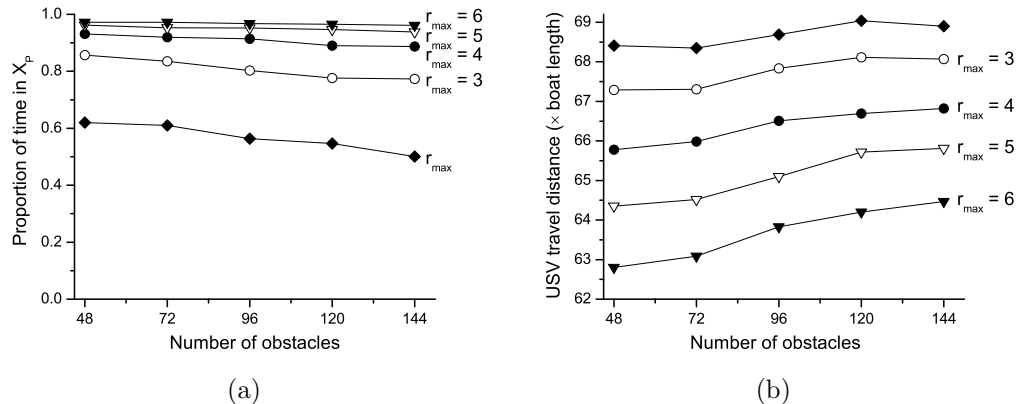 Proportion of time in X_P
1.0
0.8
0.6
0.4
0.2
0.0
r_max = 6
r_max = 5
r_max = 4
r_max = 3
r_max
48 72 96 120 144
Number of obstacles
(a)
USV travel distance (× boat length)
69
68
67
66
65
64
63
62
r_max = 3
r_max = 4
r_max = 5
r_max = 6
48 72 96 120 144
Number of obstacles
(b)